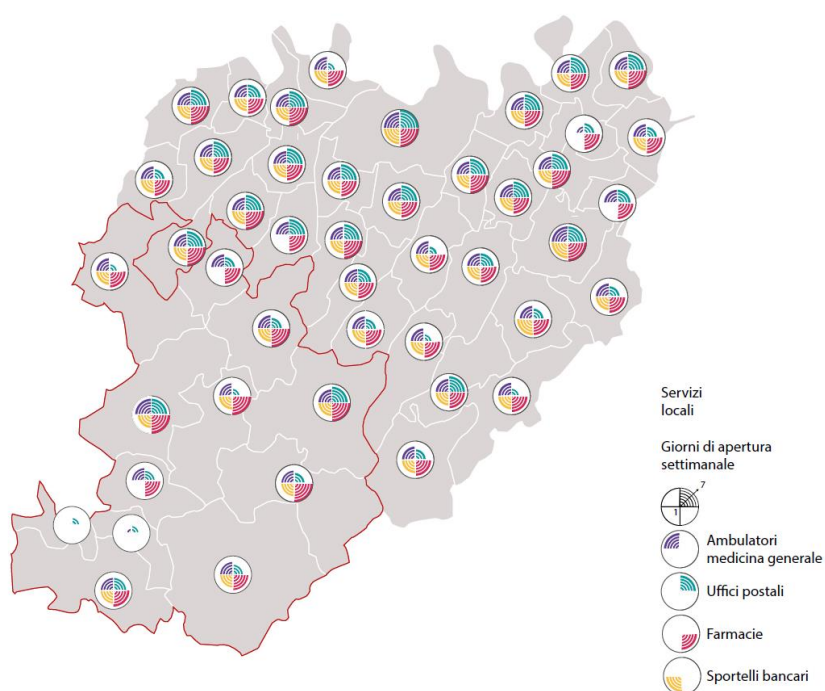 Servizi
locali
Giorni di apertura
settimanale
7
1
Ambulatori
medicina generale
Uffici postali
Farmacie
Sportelli bancari